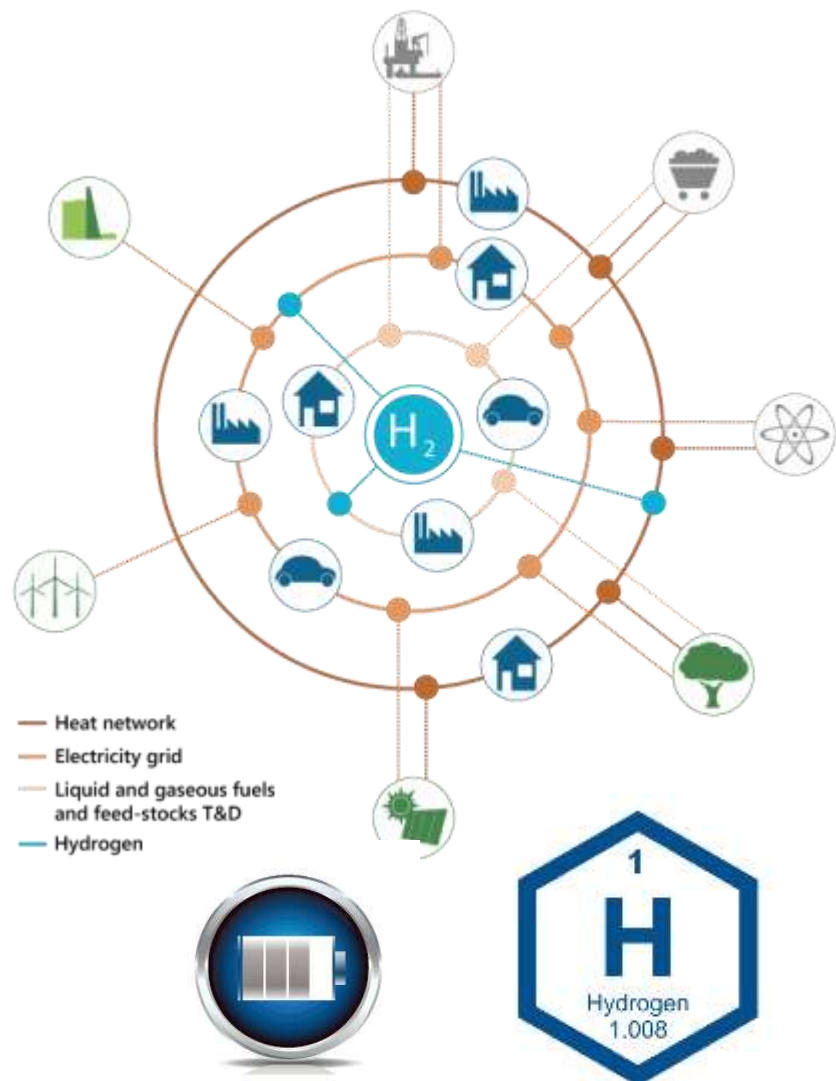 H2
Heat network
Electricity grid
Liquid and gaseous fuels
and feed-stocks T&D
Hydrogen
1
H
Hydrogen
1.008